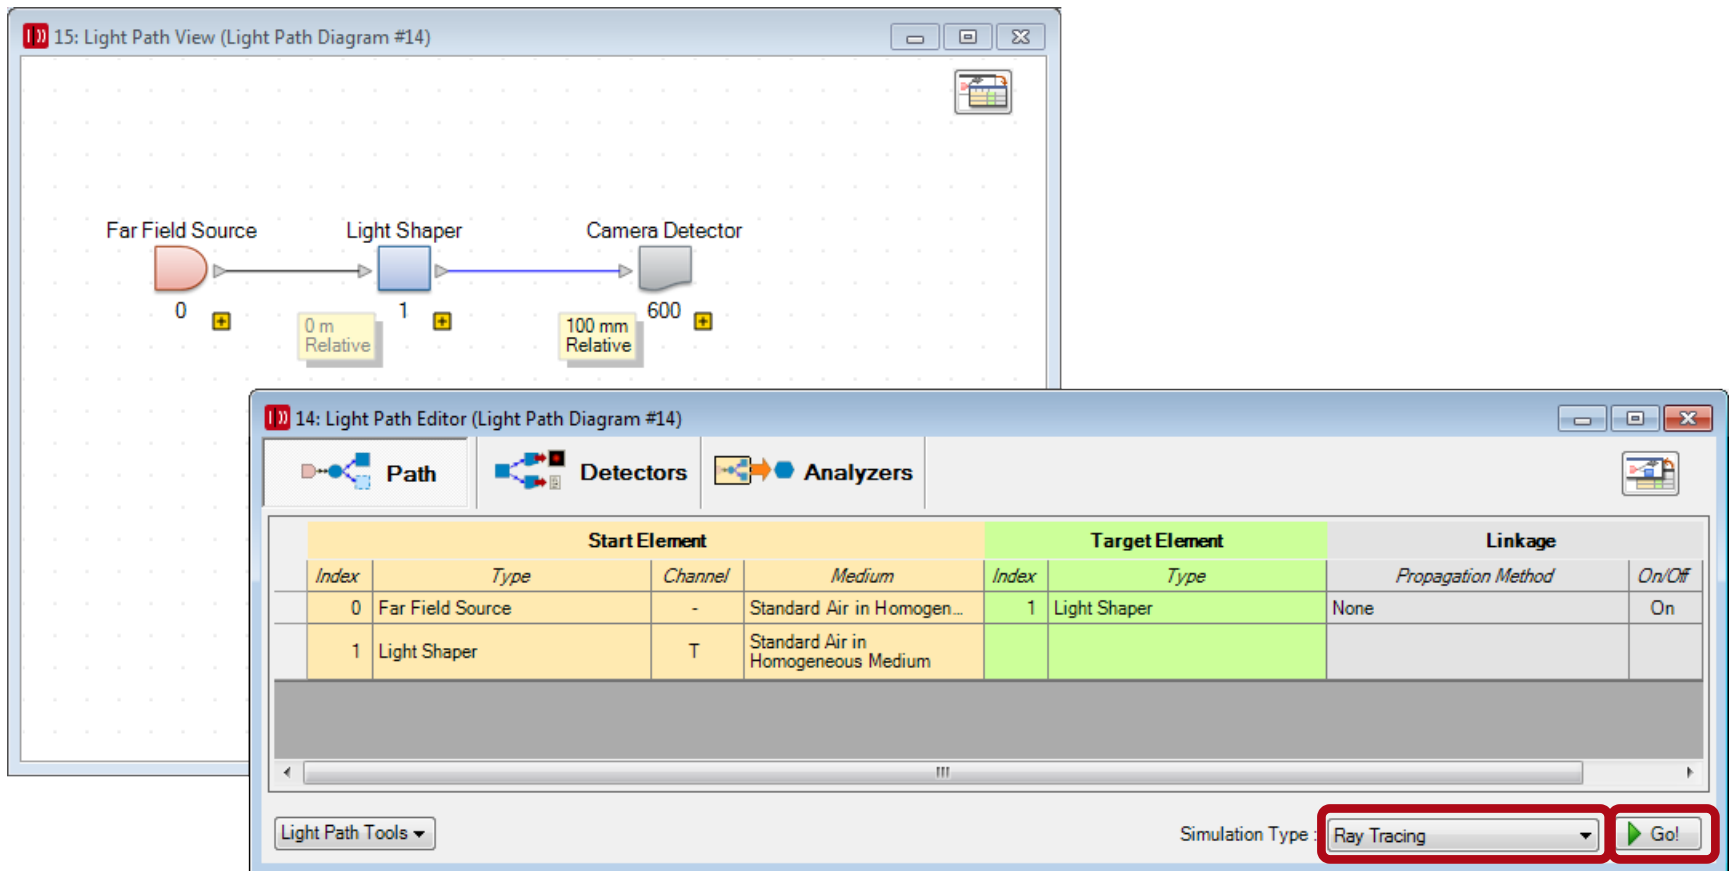 15: Light Path View (Light Path Diagram #14)
Far Field Source
Light Shaper
Camera Detector
0
1
600
0 m
Relative
100 mm
Relative
14: Light Path Editor (Light Path Diagram #14)
Path
Detectors
Analyzers
Start Element Target Element Linkage
Index Type Channel Medium Index Type Propagation Method On/Off
0 Far Field Source - Standard Air in Homogen... 1 Light Shaper None On
1 Light Shaper T Standard Air in
Homogeneous Medium
Light Path Tools
Simulation Type : Ray Tracing Go!